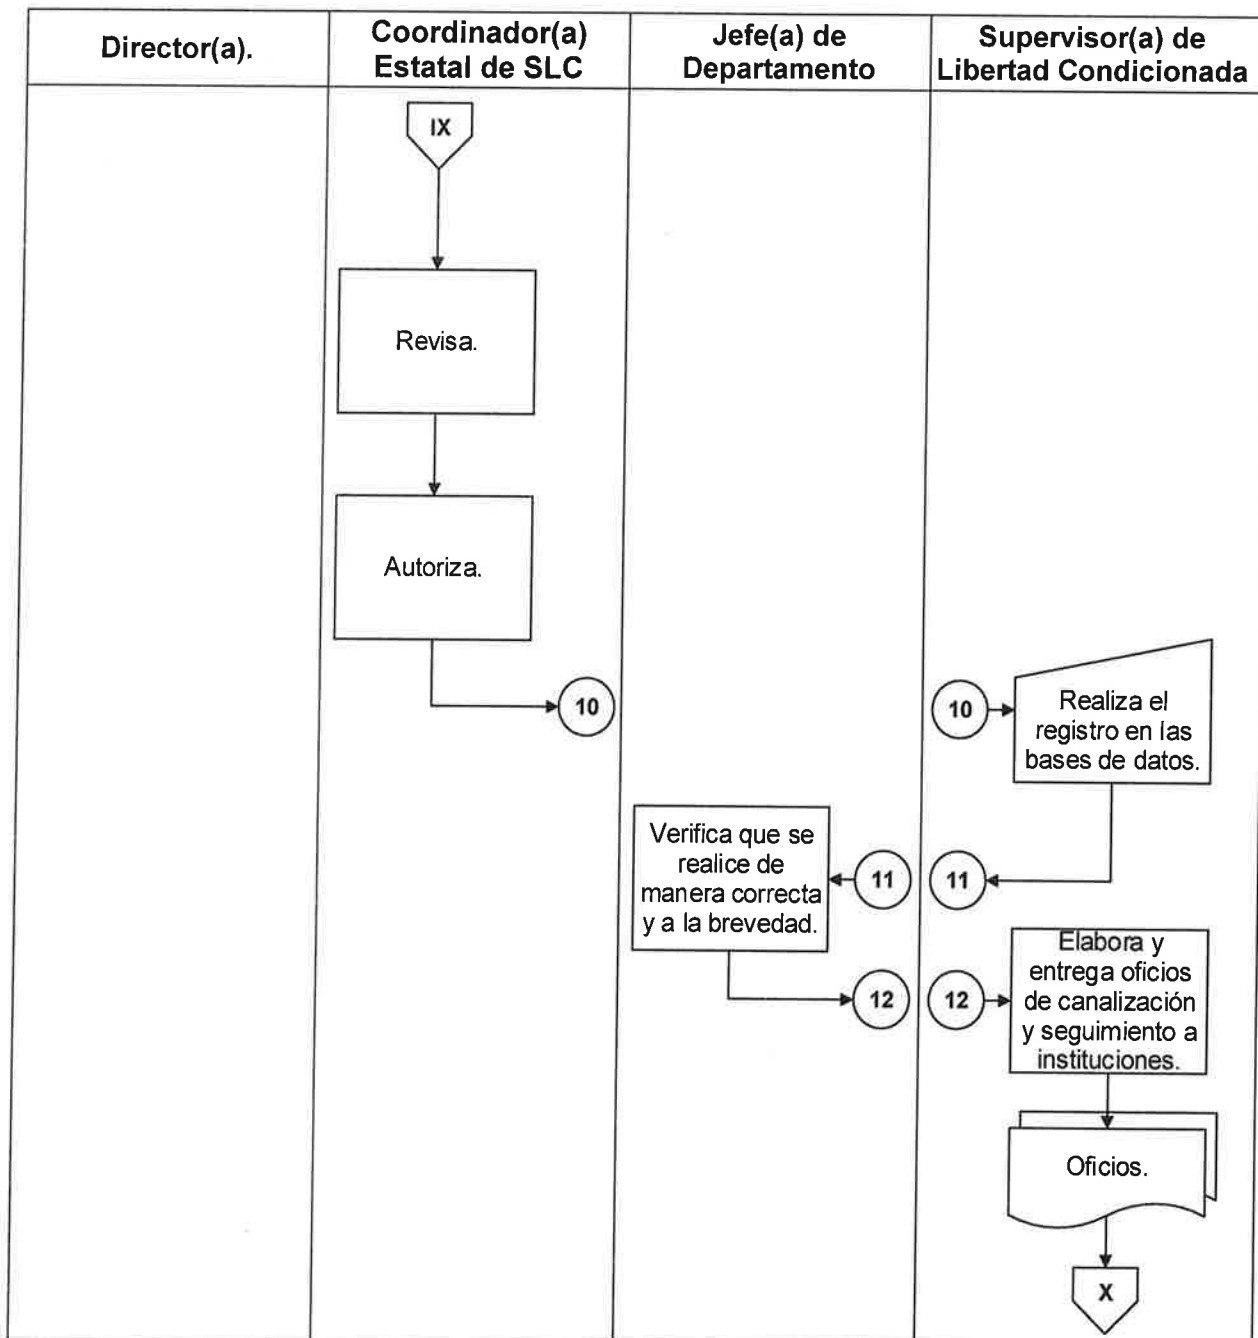 Director(a).
Coordinador(a)
Estatal de SLC
Jefe(a) de
Departamento
Supervisor(a) de
Libertad Condicionada
IX
Revisa.
Autoriza.
10
10
Realiza el
registro en las
bases de datos.
Verifica que se
realice de
manera correcta
y a la brevedad.
11
11
12
12
Elabora y
entrega oficios
de canalización
y seguimiento a
instituciones.
Oficios.
X